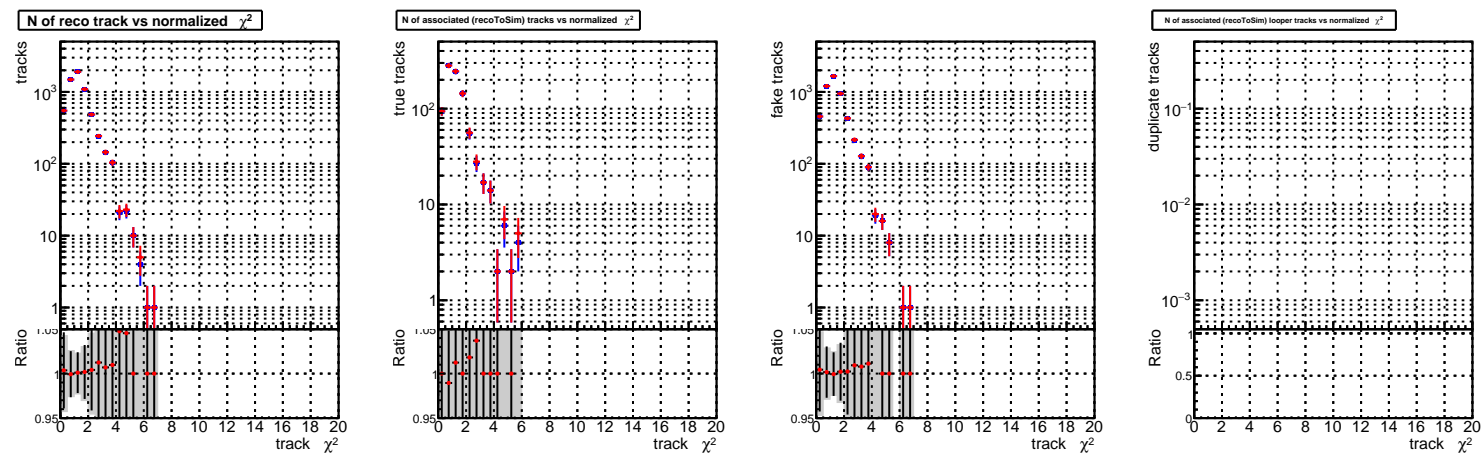 N of reco track vs normalized χ²
tracks
10³
10²
10
1
Ratio
1.05
1
0.95
0 2 4 6 8 10 12 14 16 18 20
track χ²
N of associated (recoToSim) tracks vs normalized χ²
true tracks
10²
10
1
Ratio
1.05
1
0.95
0 2 4 6 8 10 12 14 16 18 20
track χ²
fake tracks
10³
10²
10
1
Ratio
1.05
1
0.95
0 2 4 6 8 10 12 14 16 18 20
track χ²
N of associated (recoToSim) looper tracks vs normalized χ²
duplicate tracks
10⁻¹
10⁻²
10⁻³
Ratio
1
0.5
0
0 2 4 6 8 10 12 14 16 18 20
track χ²